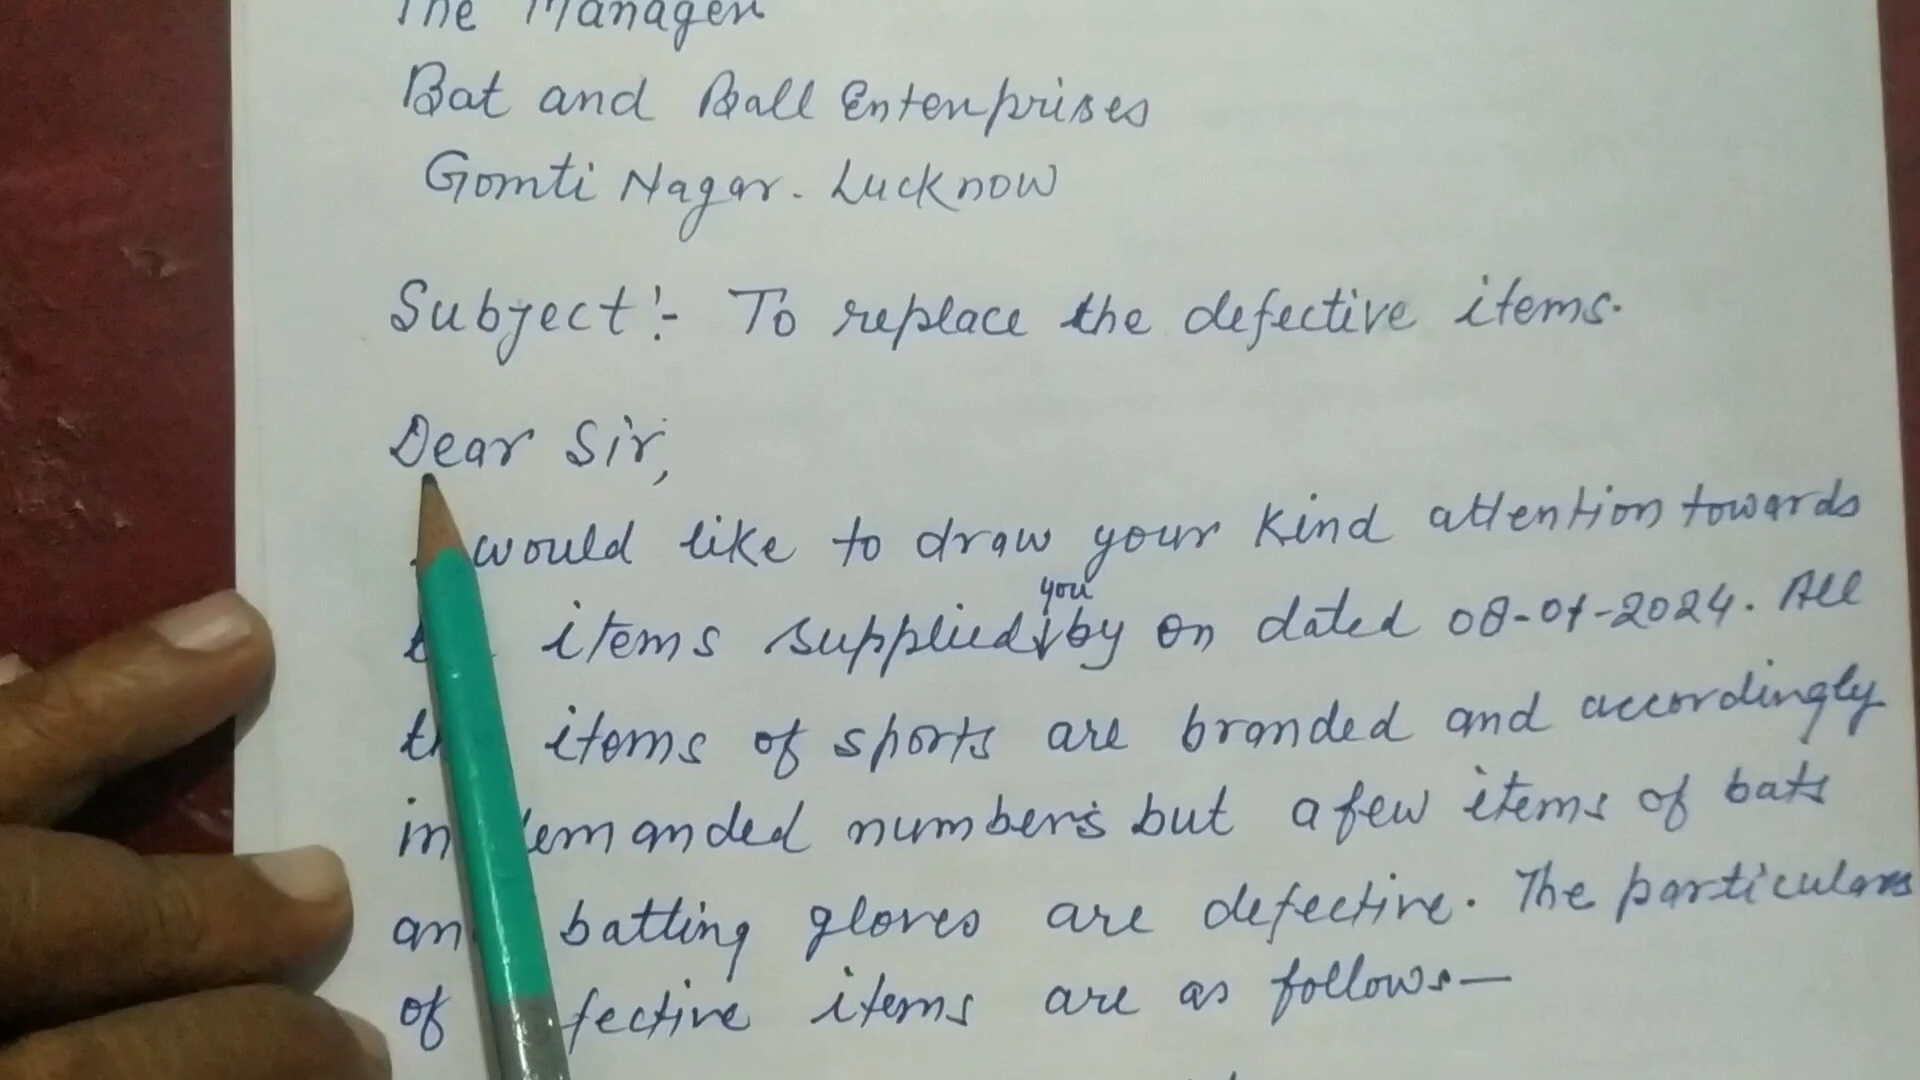 The Manager
Bat and Ball Enterprises
Gomti Nagar. Lucknow
Subject:- To replace the defective items.
Dear Sir,
would like to draw your kind attention towards
you
items supplied by on dated 08-01-2024. All
items of sports are branded and accordingly
in demanded numbers but a few items of bats
and batting gloves are defective. The particulars
of defective items are as follows—